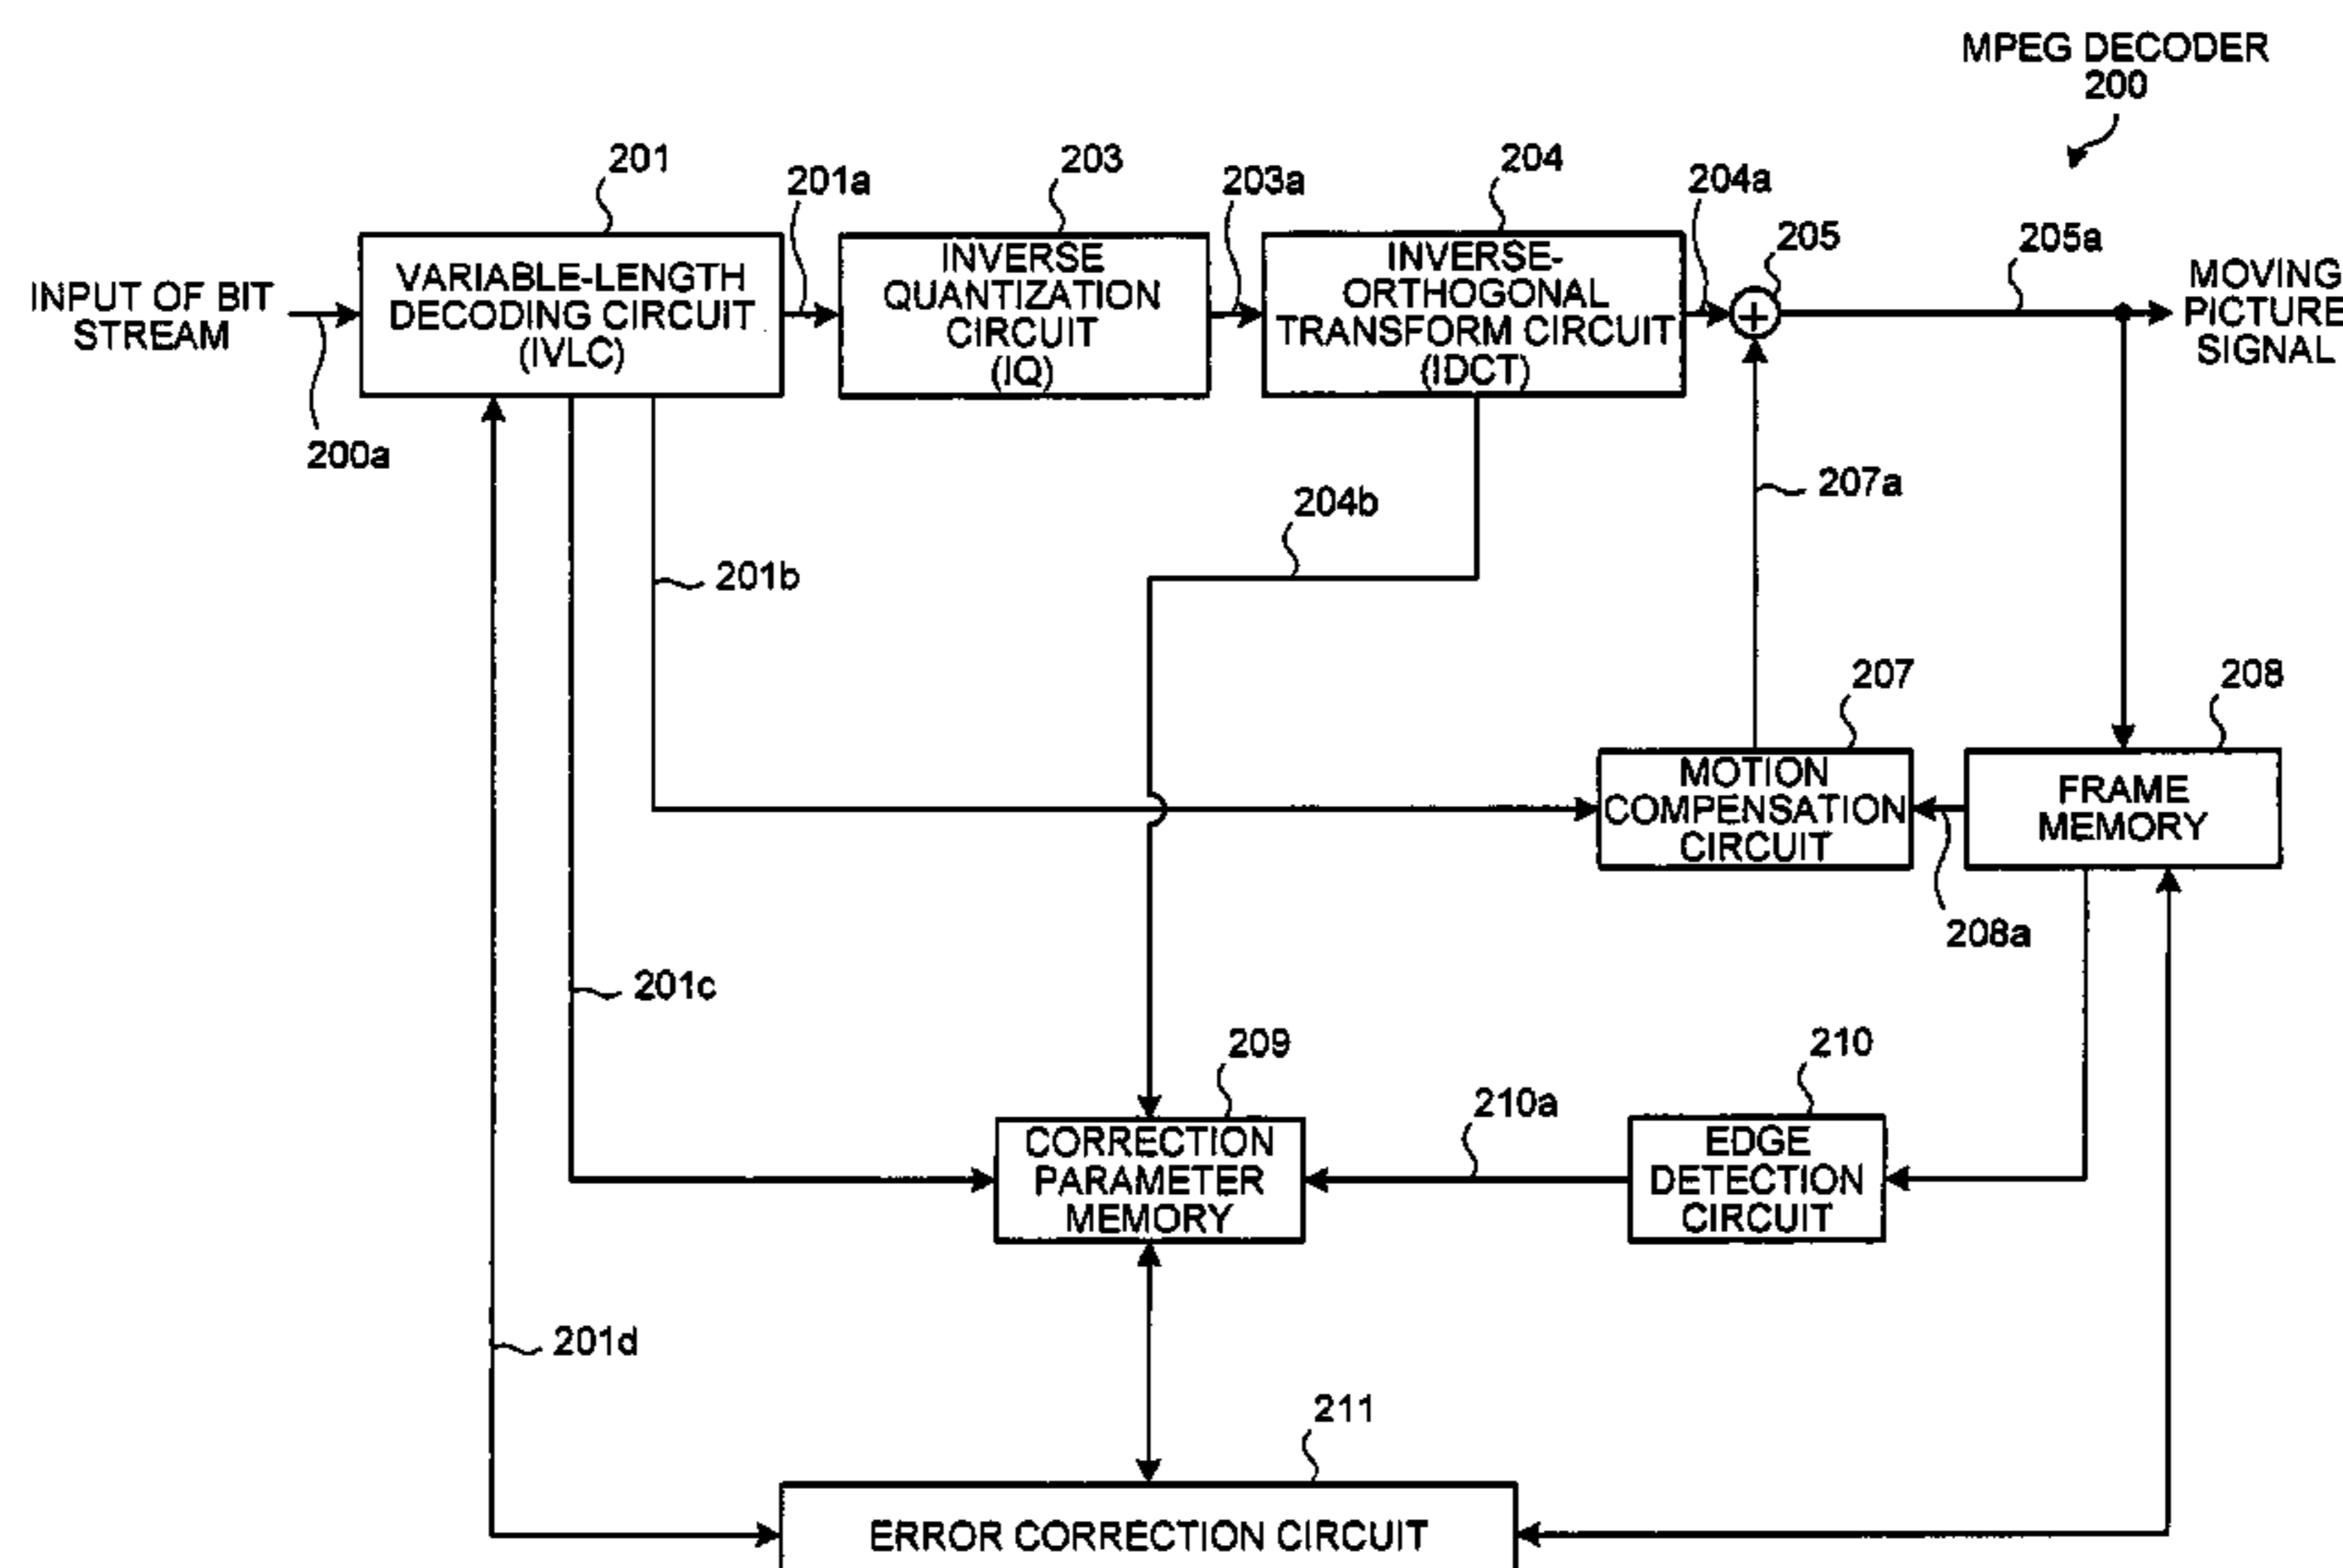 MPEG DECODER
200
201
201a
203
203a
204
204a
205
205a
INPUT OF BIT
STREAM
200a
VARIABLE-LENGTH
DECODING CIRCUIT
(IVLC)
INVERSE
QUANTIZATION
CIRCUIT
(IQ)
INVERSE-
ORTHOGONAL
TRANSFORM CIRCUIT
(IDCT)
+
MOVING
PICTURE
SIGNAL
204b
207a
201b
207
208
MOTION
COMPENSATION
CIRCUIT
FRAME
MEMORY
208a
201c
209
210
210a
CORRECTION
PARAMETER
MEMORY
EDGE
DETECTION
CIRCUIT
201d
211
ERROR CORRECTION CIRCUIT